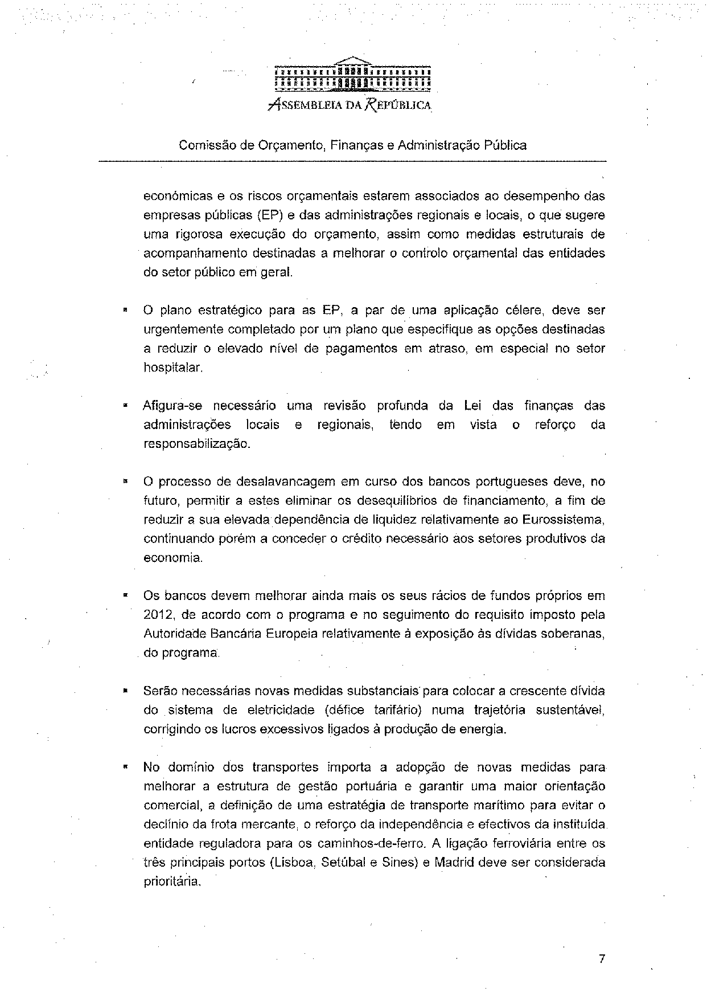 ASSEMBLEIA DA REPÚBLICA
Comissão de Orçamento, Finanças e Administração Pública
económicas e os riscos orçamentais estarem associados ao desempenho das
empresas públicas (EP) e das administrações regionais e locais, o que sugere
uma rigorosa execução do orçamento, assim como medidas estruturais de
acompanhamento destinadas a melhorar o controlo orçamental das entidades
do setor público em geral.
▪ O plano estratégico para as EP, a par de uma aplicação célere, deve ser
urgentemente completado por um plano que especifique as opções destinadas
a reduzir o elevado nível de pagamentos em atraso, em especial no setor
hospitalar.
▪ Afigura-se necessário uma revisão profunda da Lei das finanças das
administrações locais e regionais, tendo em vista o reforço da
responsabilização.
▪ O processo de desalavancagem em curso dos bancos portugueses deve, no
futuro, permitir a estes eliminar os desequilíbrios de financiamento, a fim de
reduzir a sua elevada dependência de liquidez relativamente ao Eurossistema,
continuando porém a conceder o crédito necessário aos setores produtivos da
economia.
▪ Os bancos devem melhorar ainda mais os seus rácios de fundos próprios em
2012, de acordo com o programa e no seguimento do requisito imposto pela
Autoridade Bancária Europeia relativamente à exposição às dívidas soberanas,
do programa.
▪ Serão necessárias novas medidas substanciais para colocar a crescente dívida
do sistema de eletricidade (défice tarifário) numa trajetória sustentável,
corrigindo os lucros excessivos ligados à produção de energia.
▪ No domínio dos transportes importa a adopção de novas medidas para
melhorar a estrutura de gestão portuária e garantir uma maior orientação
comercial, a definição de uma estratégia de transporte marítimo para evitar o
declínio da frota mercante, o reforço da independência e efectivos da instituída
entidade reguladora para os caminhos-de-ferro. A ligação ferroviária entre os
três principais portos (Lisboa, Setúbal e Sines) e Madrid deve ser considerada
prioritária.
7